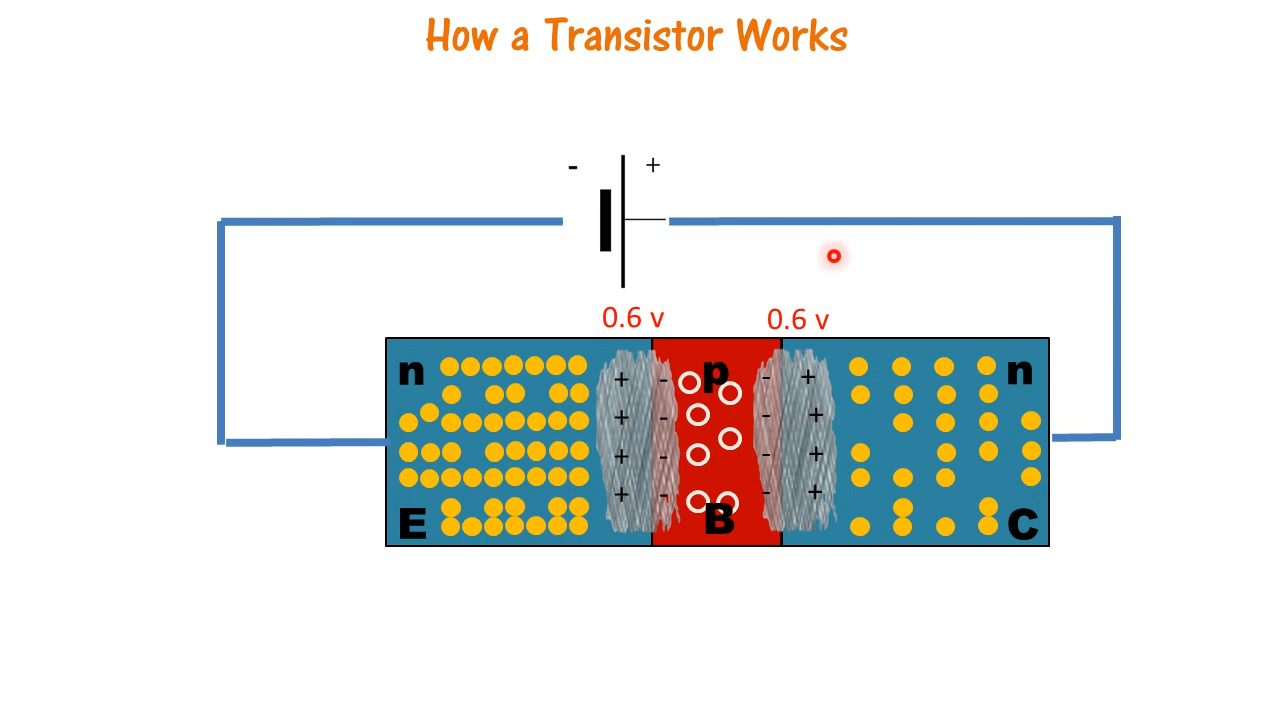 How a Transistor Works
- +
0.6 v 0.6 v
n p n
+ - - +
+ - - +
+ - - +
+ - - +
E B C